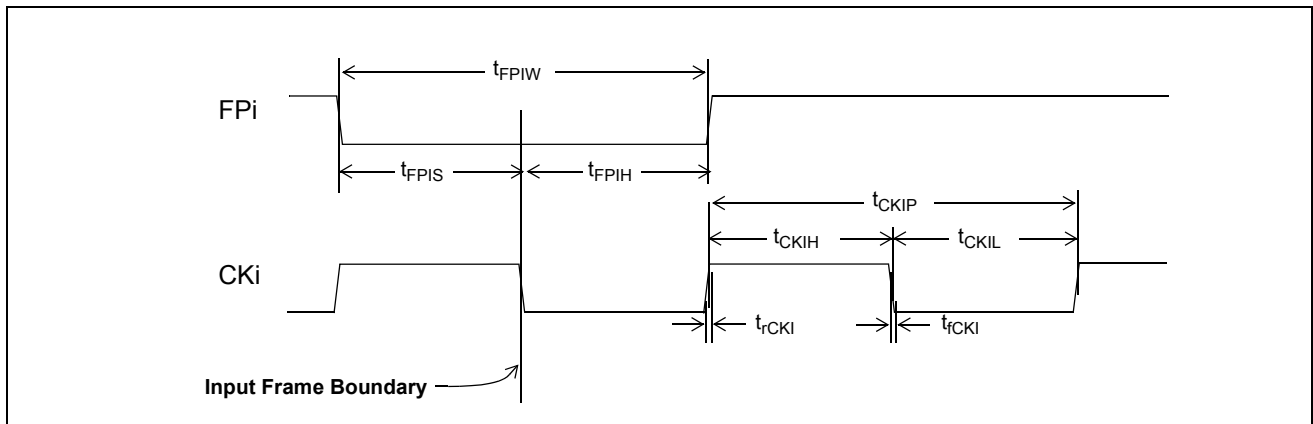 tFPIW
FPi
tFPIS
tFPIH
tCKIP
tCKIH
tCKIL
CKi
trCKI
tfCKI
Input Frame Boundary